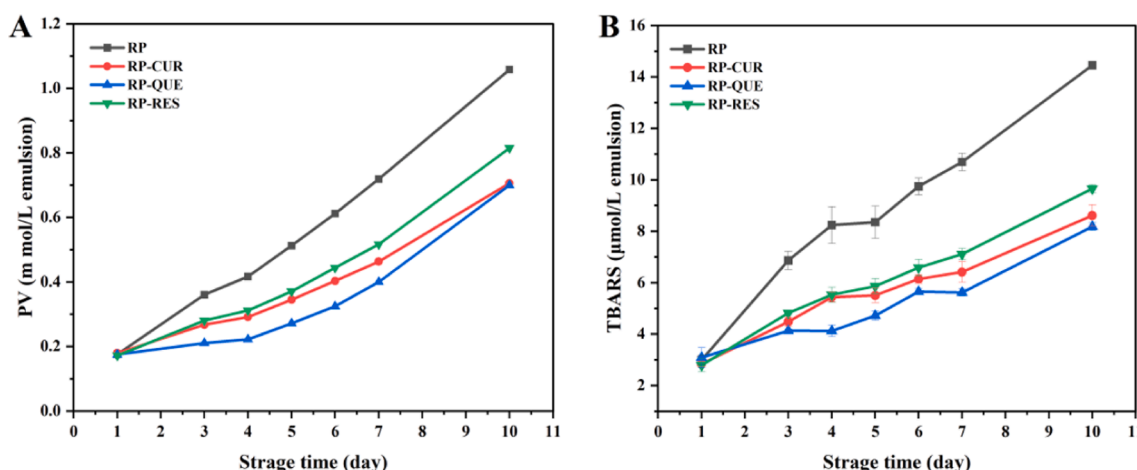 A
PV (m mol/L emulsion)
1.2
1.0
0.8
0.6
0.4
0.2
0.0
RP
RP-CUR
RP-QUE
RP-RES
0 1 2 3 4 5 6 7 8 9 10 11
Strage time (day)
B
TBARS (μmol/L emulsion)
16
14
12
10
8
6
4
2
RP
RP-CUR
RP-QUE
RP-RES
0 1 2 3 4 5 6 7 8 9 10 1
Strage time (day)